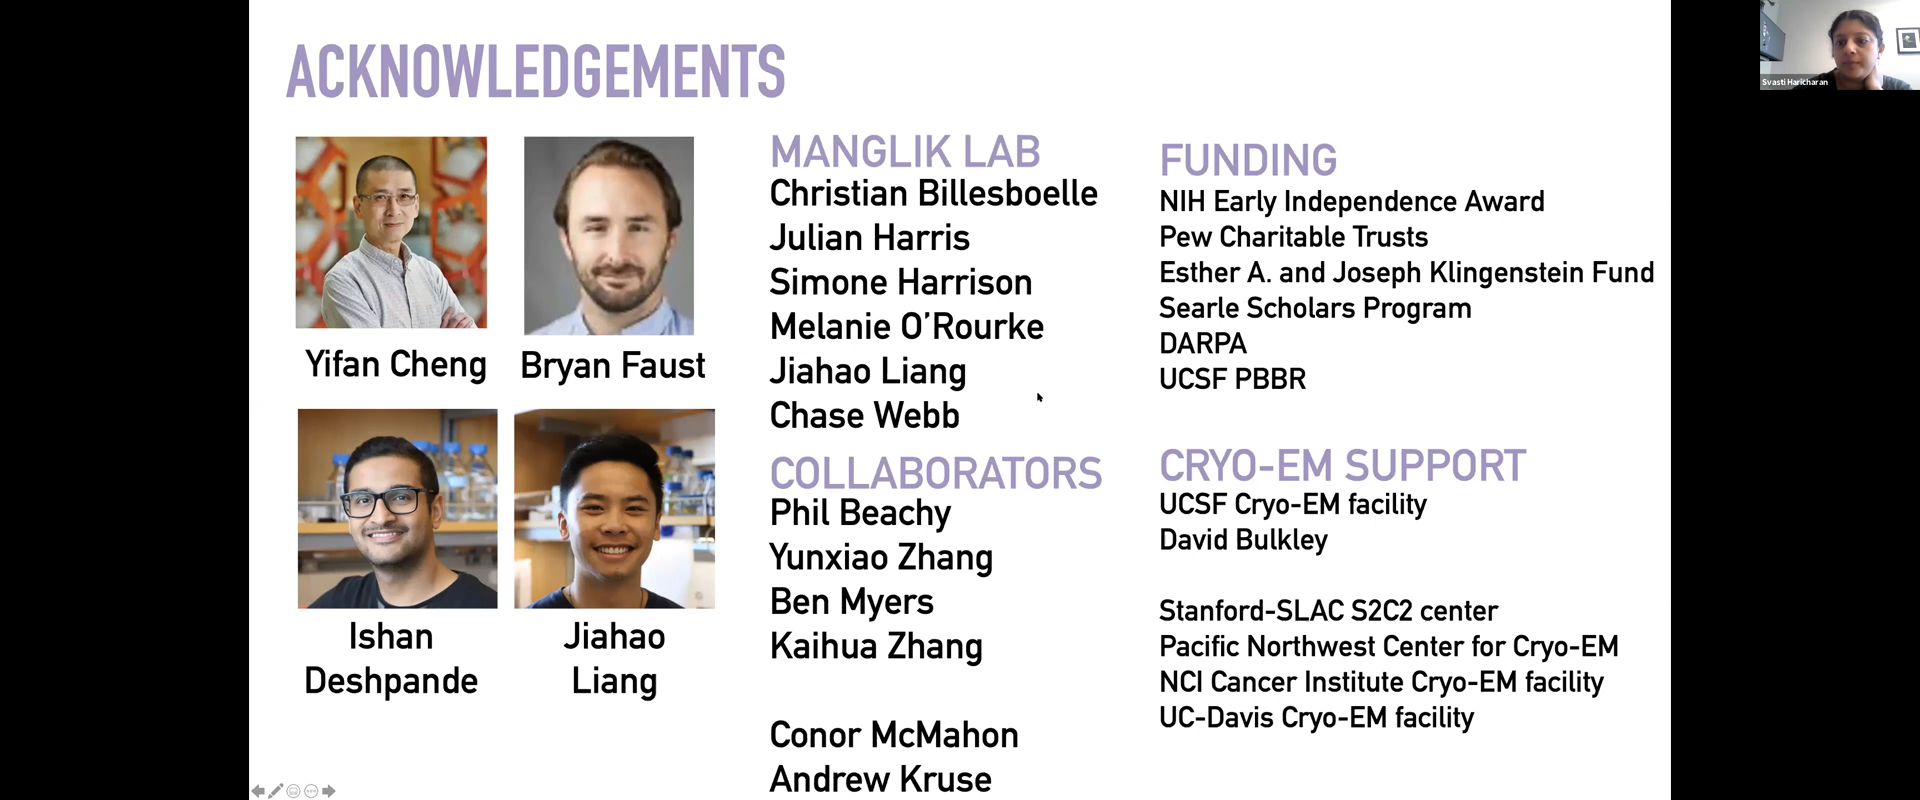 ACKNOWLEDGEMENTS
Yifan Cheng
Bryan Faust
Ishan
Deshpande
Jiahao
Liang
MANGLIK LAB
Christian Billesboelle
Julian Harris
Simone Harrison
Melanie O’Rourke
Jiahao Liang
Chase Webb
COLLABORATORS
Phil Beachy
Yunxiao Zhang
Ben Myers
Kaihua Zhang
Conor McMahon
Andrew Kruse
FUNDING
NIH Early Independence Award
Pew Charitable Trusts
Esther A. and Joseph Klingenstein Fund
Searle Scholars Program
DARPA
UCSF PBBR
CRYO-EM SUPPORT
UCSF Cryo-EM facility
David Bulkley
Stanford-SLAC S2C2 center
Pacific Northwest Center for Cryo-EM
NCI Cancer Institute Cryo-EM facility
UC-Davis Cryo-EM facility
Svasti Haricharan